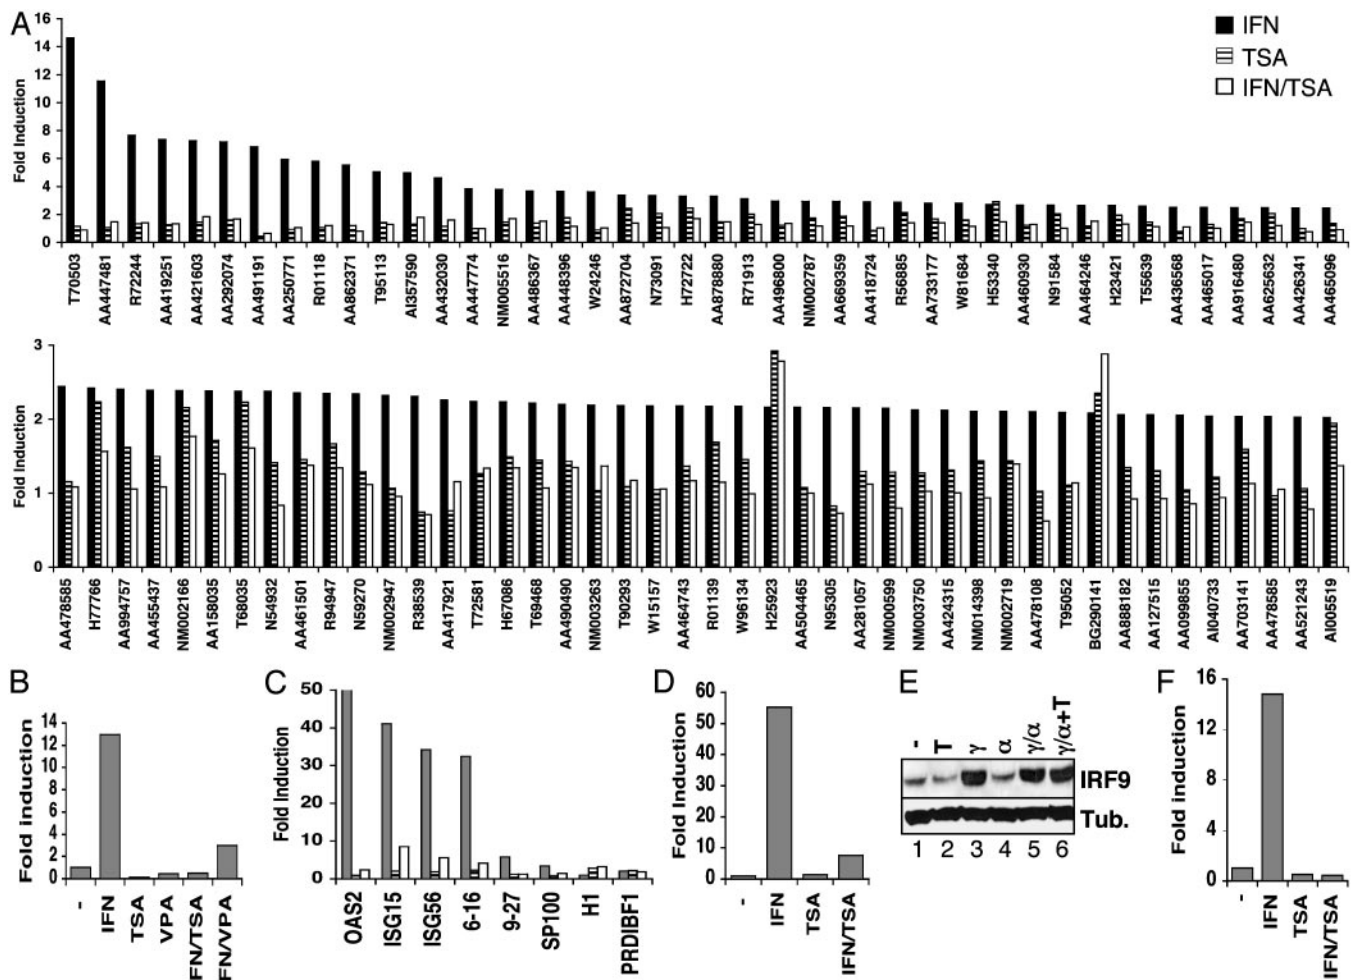 A
16
14
12
10
8
6
4
2
0
Fold Induction
IFN
TSA
IFN/TSA
T70503
AA447481
R72244
AA419251
AA421603
AA292074
AA491191
AA250771
R01118
AA862371
T95113
AI357590
AA432030
AA447774
NM005516
AA486367
AA448396
W24246
AA872704
N73091
H72722
AA878880
R71913
AA496800
NM002787
AA669359
AA418724
R56885
AA733177
W81684
H53340
AA460930
N91584
AA464246
H23421
T55639
AA436568
AA465017
AA916480
AA625632
AA426341
AA465096
3
2
1
0
Fold Induction
AA478585
H77766
AA994757
AA455437
NM002166
AA158035
T68035
N54932
AA461501
R94947
N59270
NM002947
R38539
AA417921
T72581
H67086
T69468
AA490490
NM003263
T90293
W15157
AA464743
R01139
W96134
H25923
AA504465
N95305
AA281057
NM000599
NM003750
AA424315
NM014398
NM002719
AA478108
T95052
BG290141
AA888182
AA127515
AA099855
AI040733
AA703141
AA478585
AA521243
AI005519
B
14
12
10
8
6
4
2
0
Fold induction
-
IFN
TSA
VPA
FN/TSA
FN/VPA
C
50
40
30
20
10
0
Fold Induction
OAS2
ISG15
ISG56
6-16
9-27
SP100
H1
PRDIBF1
D
60
50
40
30
20
10
0
Fold Induction
-
IFN
TSA
IFN/TSA
E
- T γ α γ/α γ/α+T
IRF9
Tub.
1 2 3 4 5 6
F
16
12
8
4
0
Fold induction
-
IFN
TSA
IFN/TSA